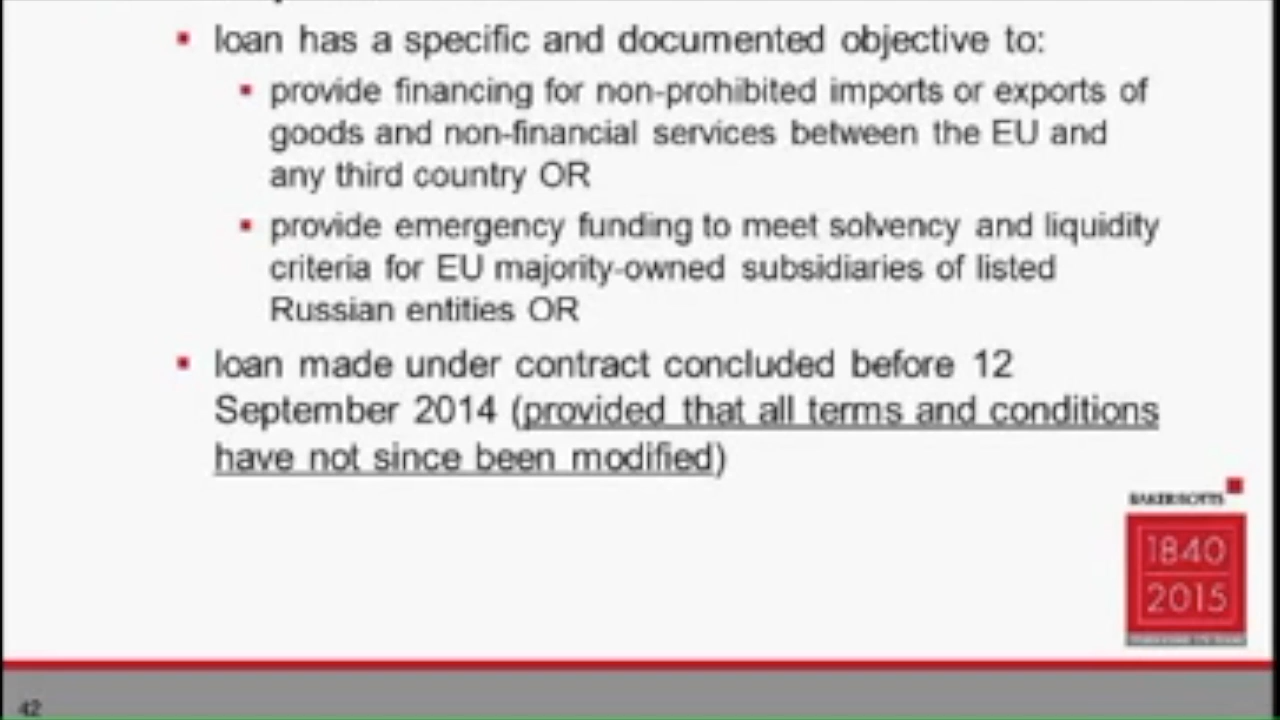 loan has a specific and documented objective to:
provide financing for non-prohibited imports or exports of
goods and non-financial services between the EU and
any third country OR
provide emergency funding to meet solvency and liquidity
criteria for EU majority-owned subsidiaries of listed
Russian entities OR
loan made under contract concluded before 12
September 2014 (provided that all terms and conditions
have not since been modified)
BAKER BOTTS
1840
2015
42